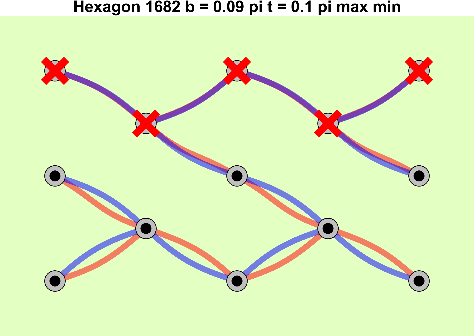 Hexagon 1682 b = 0.09 pi t = 0.1 pi max min